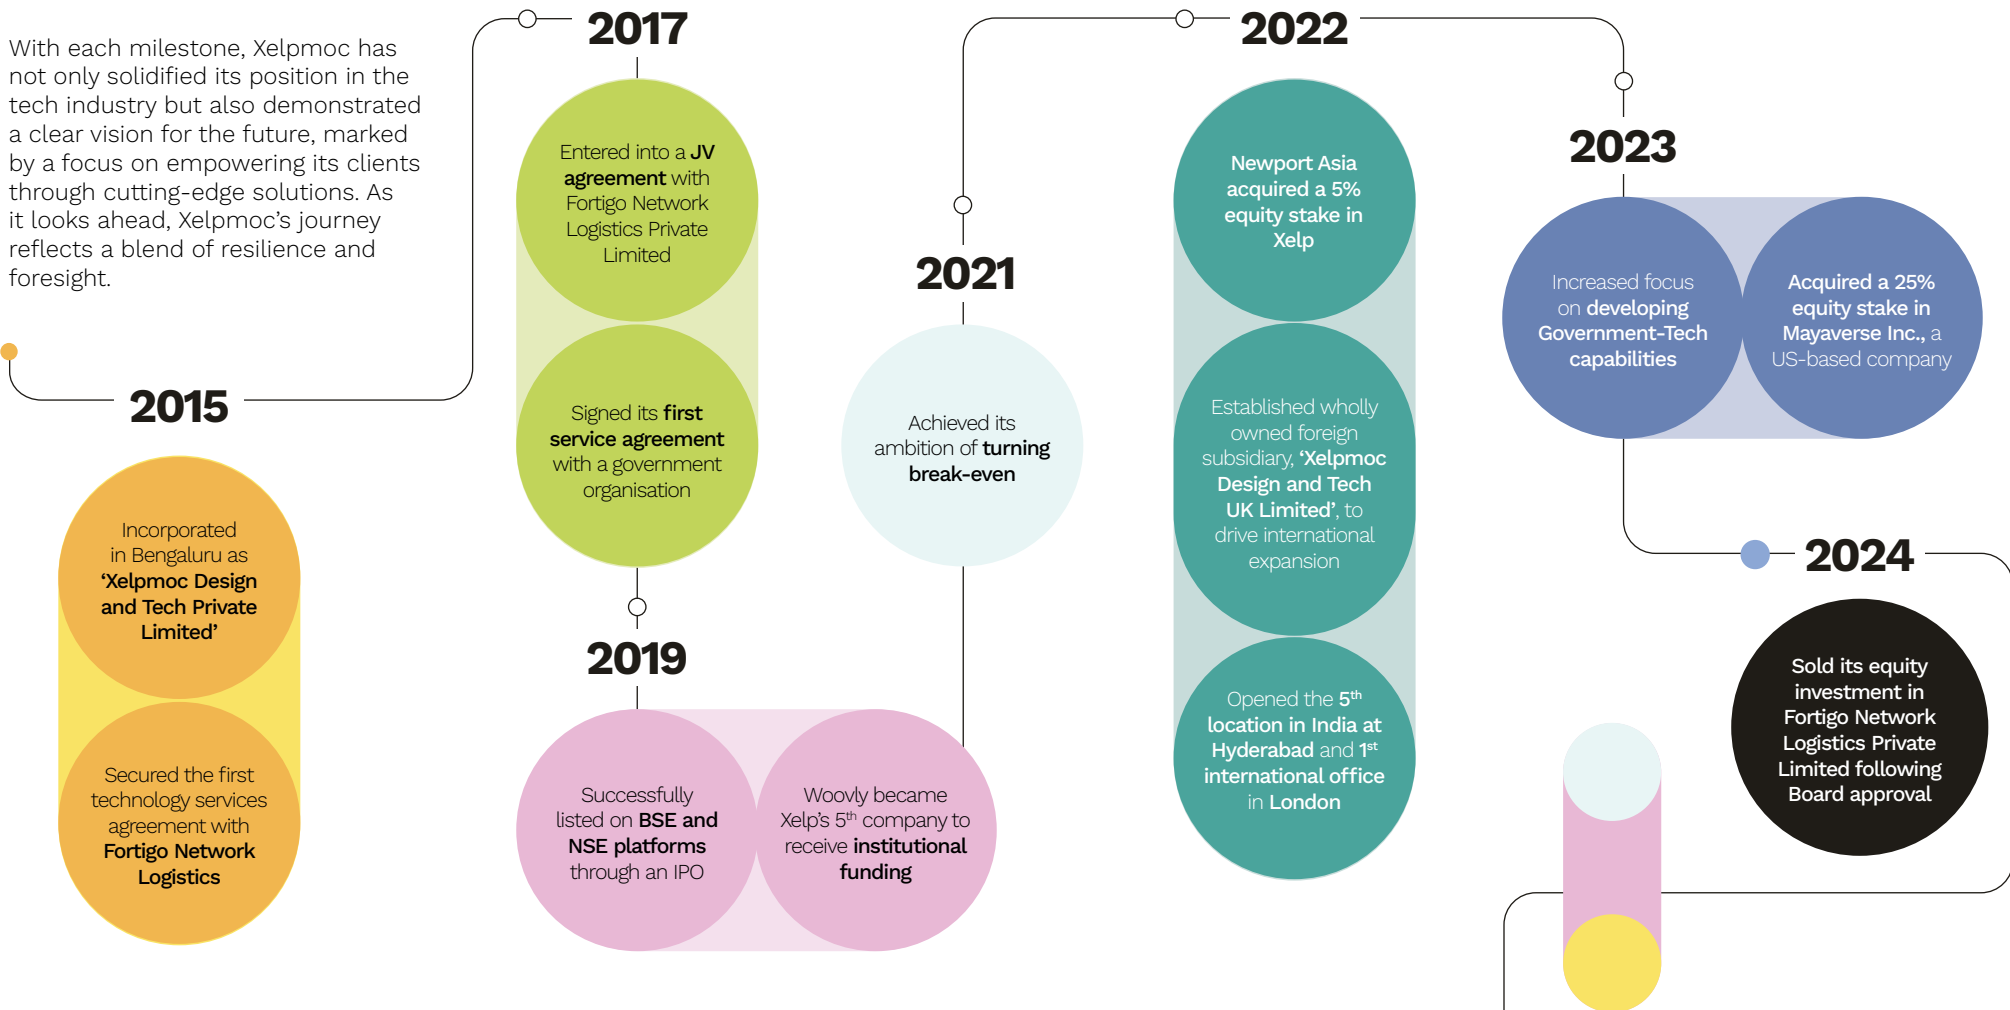 With each milestone, Xelpmoc has
not only solidified its position in the
tech industry but also demonstrated
a clear vision for the future, marked
by a focus on empowering its clients
through cutting-edge solutions. As
it looks ahead, Xelpmoc’s journey
reflects a blend of resilience and
foresight.
2015
Incorporated
in Bengaluru as
‘Xelpmoc Design
and Tech Private
Limited’
Secured the first
technology services
agreement with
Fortigo Network
Logistics
2017
Entered into a JV
agreement with
Fortigo Network
Logistics Private
Limited
Signed its first
service agreement
with a government
organisation
2019
Successfully
listed on BSE and
NSE platforms
through an IPO
Woovly became
Xelp’s 5th company to
receive institutional
funding
2021
Achieved its
ambition of turning
break-even
2022
Newport Asia
acquired a 5%
equity stake in
Xelp
Established wholly
owned foreign
subsidiary, ‘Xelpmoc
Design and Tech
UK Limited’, to
drive international
expansion
Opened the 5th
location in India at
Hyderabad and 1st
international office
in London
2023
Increased focus
on developing
Government-Tech
capabilities
Acquired a 25%
equity stake in
Mayaverse Inc., a
US-based company
2024
Sold its equity
investment in
Fortigo Network
Logistics Private
Limited following
Board approval